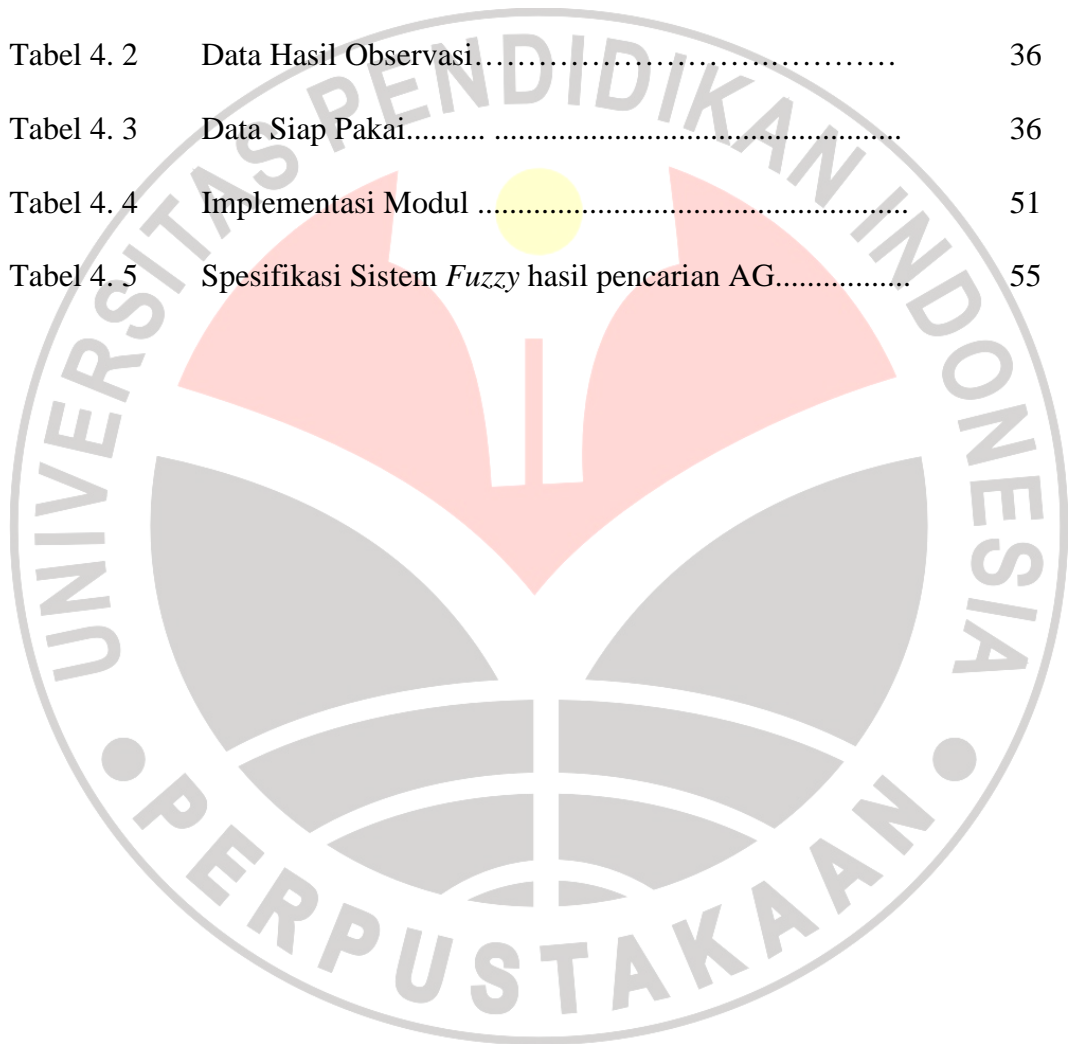 Tabel 4. 2 Data Hasil Observasi…………………………………… 36
Tabel 4. 3 Data Siap Pakai.......... ................................................... 36
Tabel 4. 4 Implementasi Modul ...................................................... 51
Tabel 4. 5 Spesifikasi Sistem Fuzzy hasil pencarian AG................. 55
UNIVERSITAS PENDIDIKAN INDONESIA
PERPUSTAKAAN